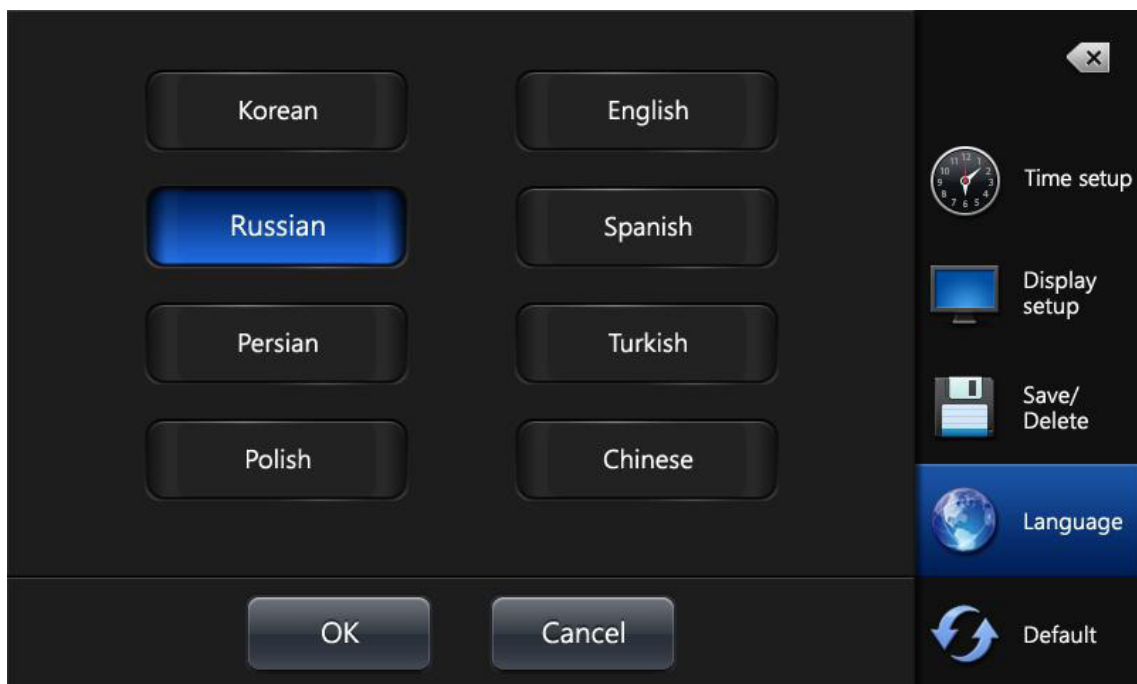 Korean
English
Russian
Spanish
Persian
Turkish
Polish
Chinese
OK
Cancel
Time setup
Display
setup
Save/
Delete
Language
Default